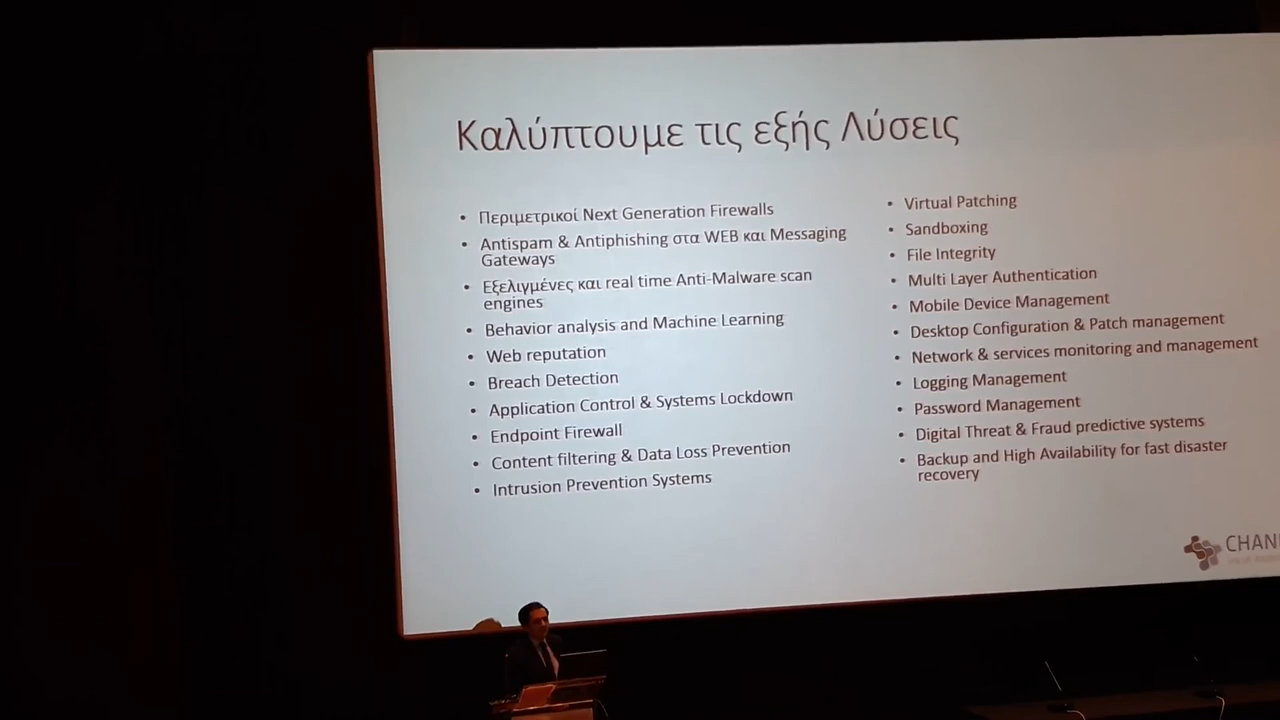 Καλύπτουμε τις εξής Λύσεις
• Περιμετρικοί Next Generation Firewalls
• Antispam & Antiphishing στα WEB και Messaging
Gateways
• Εξελιγμένες και real time Anti-Malware scan
engines
• Behavior analysis and Machine Learning
• Web reputation
• Breach Detection
• Application Control & Systems Lockdown
• Endpoint Firewall
• Content filtering & Data Loss Prevention
• Intrusion Prevention Systems
• Virtual Patching
• Sandboxing
• File Integrity
• Multi Layer Authentication
• Mobile Device Management
• Desktop Configuration & Patch management
• Network & services monitoring and management
• Logging Management
• Password Management
• Digital Threat & Fraud predictive systems
• Backup and High Availability for fast disaster
recovery
CHAN